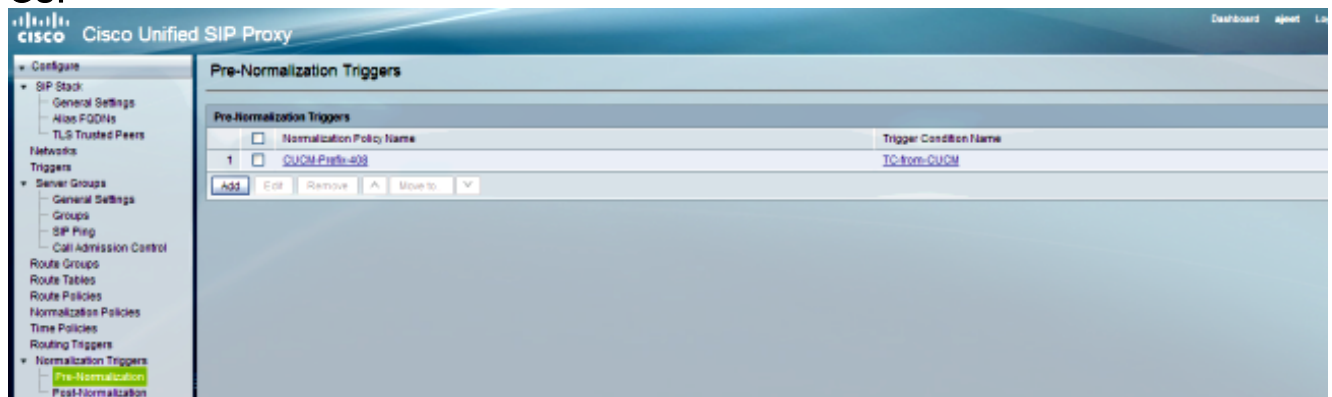 cisco Cisco Unified SIP Proxy
Dashboard ajeet
Configure
SIP Stack
General Settings
Alias FQDNs
TLS Trusted Peers
Networks
Triggers
Server Groups
General Settings
Groups
SIP Ping
Call Admission Control
Route Groups
Route Tables
Route Policies
Normalization Policies
Time Policies
Routing Triggers
Normalization Triggers
Pre-Normalization
Post-Normalization
Pre-Normalization Triggers
Pre-Normalization Triggers
Normalization Policy Name Trigger Condition Name
1 CUCM-Prefix-408 TC-from-CUCM
Add Edit Remove Move to